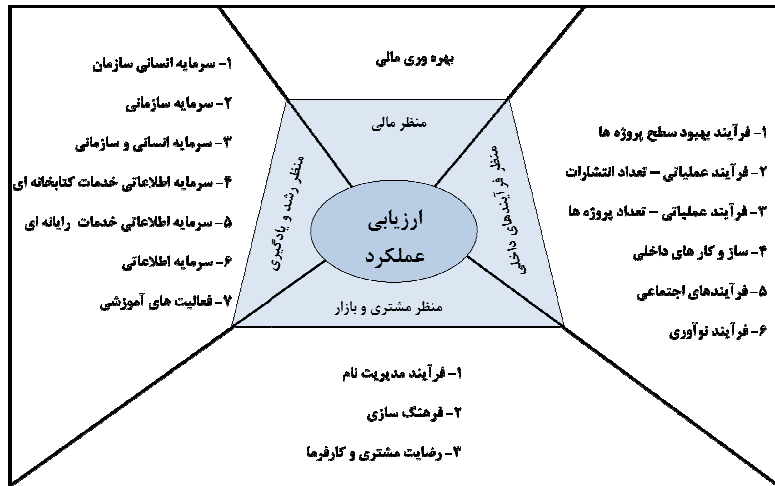 بهره وری مالی
منظر مالی
۱- فرآیند بهبود سطح پروژه ها
۲- فرآیند عملیاتی – تعداد انتشارات
۳- فرآیند عملیاتی – تعداد پروژه ها
۴- ساز و کار های داخلی
۵- فرآیندهای اجتماعی
۶- فرآیند نوآوری
منظر فرآیندهای داخلی
ارزیابی
عملکرد
منظر رشد و یادگیری
۱- سرمایه انسانی سازمان
۲- سرمایه سازمانی
۳- سرمایه انسانی و سازمانی
۴- سرمایه اطلاعاتی خدمات کتابخانه ای
۵- سرمایه اطلاعاتی خدمات رایانه ای
۶- سرمایه اطلاعاتی
۷- فعالیت های آموزشی
منظر مشتری و بازار
۱- فرآیند مدیریت نام
۲- فرهنگ سازی
۳- رضایت مشتری و کارفرما